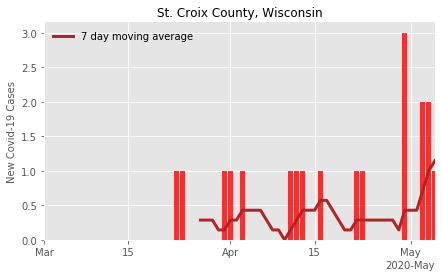 St. Croix County, Wisconsin
7 day moving average
New Covid-19 Cases
3.0
2.5
2.0
1.5
1.0
0.5
0.0
Mar 15 Apr 15 May
2020-May